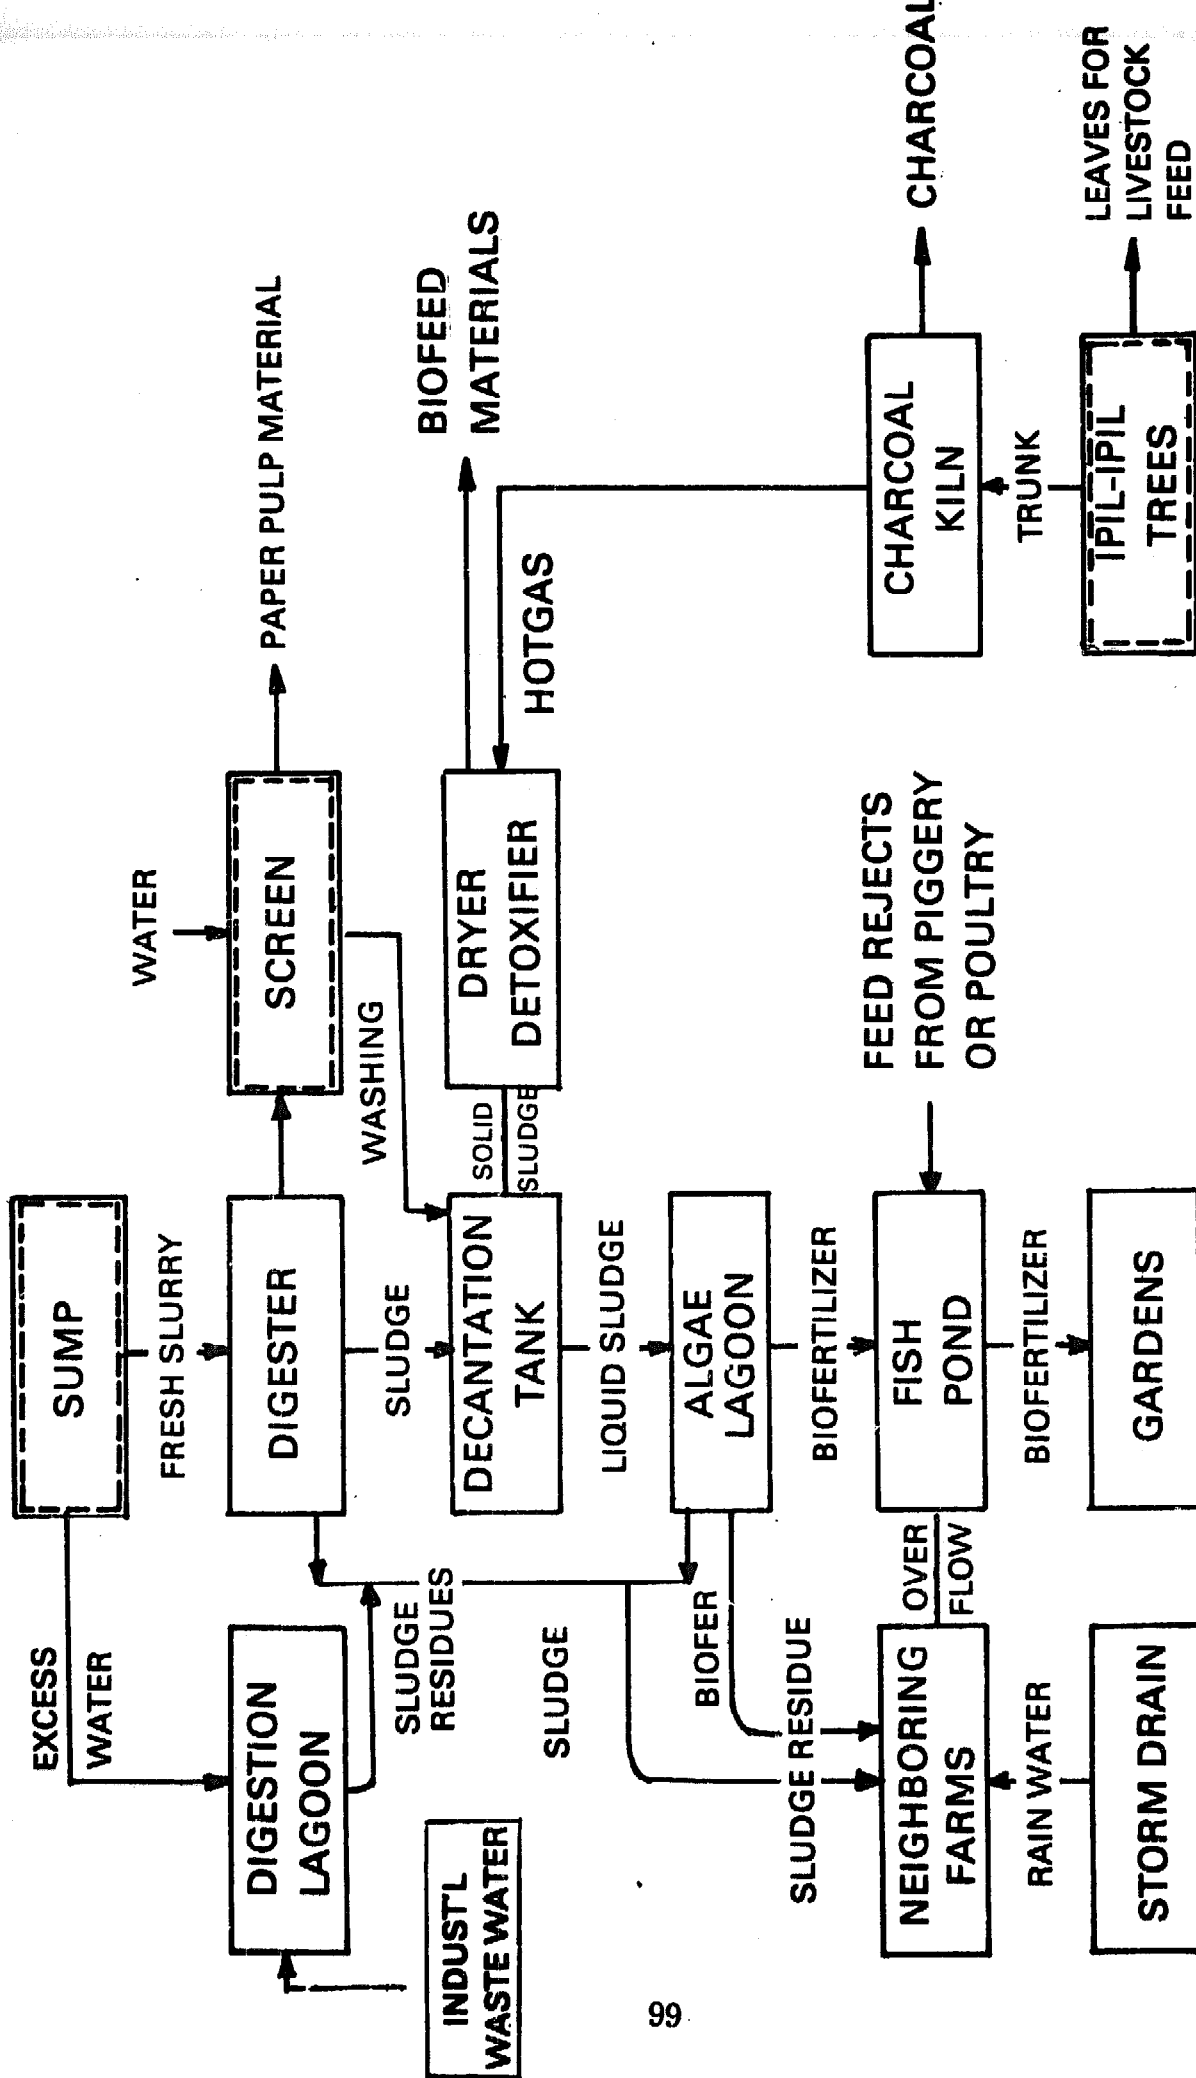 SUMP
EXCESS
WATER
FRESH SLURRY
WATER
DIGESTION
LAGOON
DIGESTER
SCREEN
PAPER PULP MATERIAL
INDUST'L
WASTE WATER
SLUDGE
RESIDUES
SLUDGE
WASHING
DECANTATION
TANK
SOLID
SLUDGE
DRYER
DETOXIFIER
BIOFEED
MATERIALS
HOTGAS
SLUDGE
LIQUID SLUDGE
ALGAE
LAGOON
BIOFER
SLUDGE RESIDUE
BIOFERTILIZER
FEED REJECTS
FROM PIGGERY
OR POULTRY
NEIGHBORING
FARMS
OVER
FLOW
FISH
POND
CHARCOAL
KILN
CHARCOAL
RAIN WATER
BIOFERTILIZER
TRUNK
STORM DRAIN
GARDENS
IPIL-IPIL
TREES
LEAVES FOR
LIVESTOCK
FEED
99